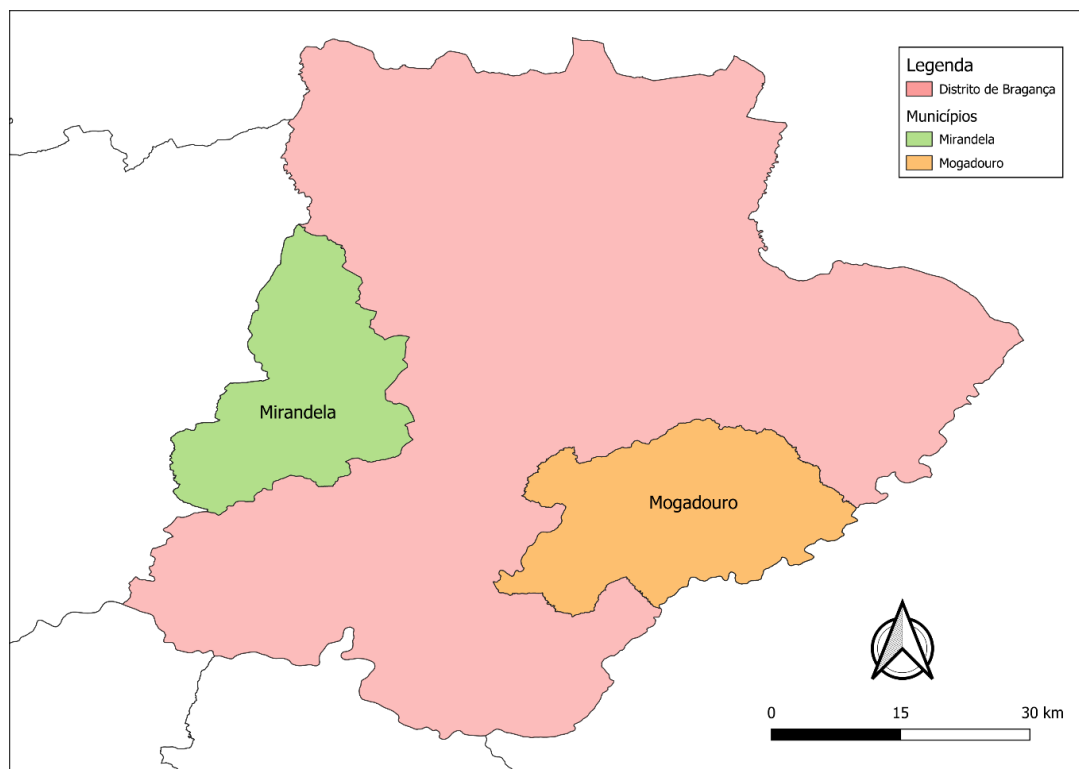 Legenda
Distrito de Bragança
Municípios
Mirandela
Mogadouro
Mirandela
Mogadouro
0 15 30 km